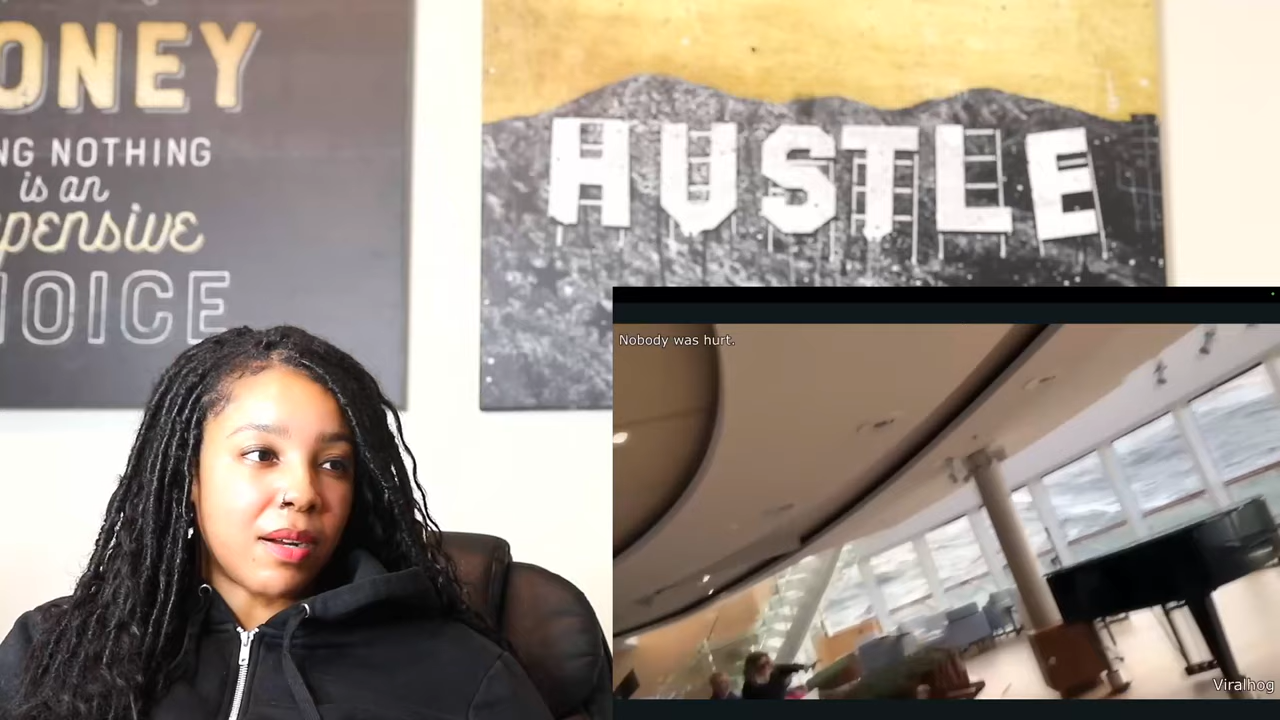 ONEY
NG NOTHING
is an
pensive
HOICE
HUSTLE
Nobody was hurt.
Viralhog